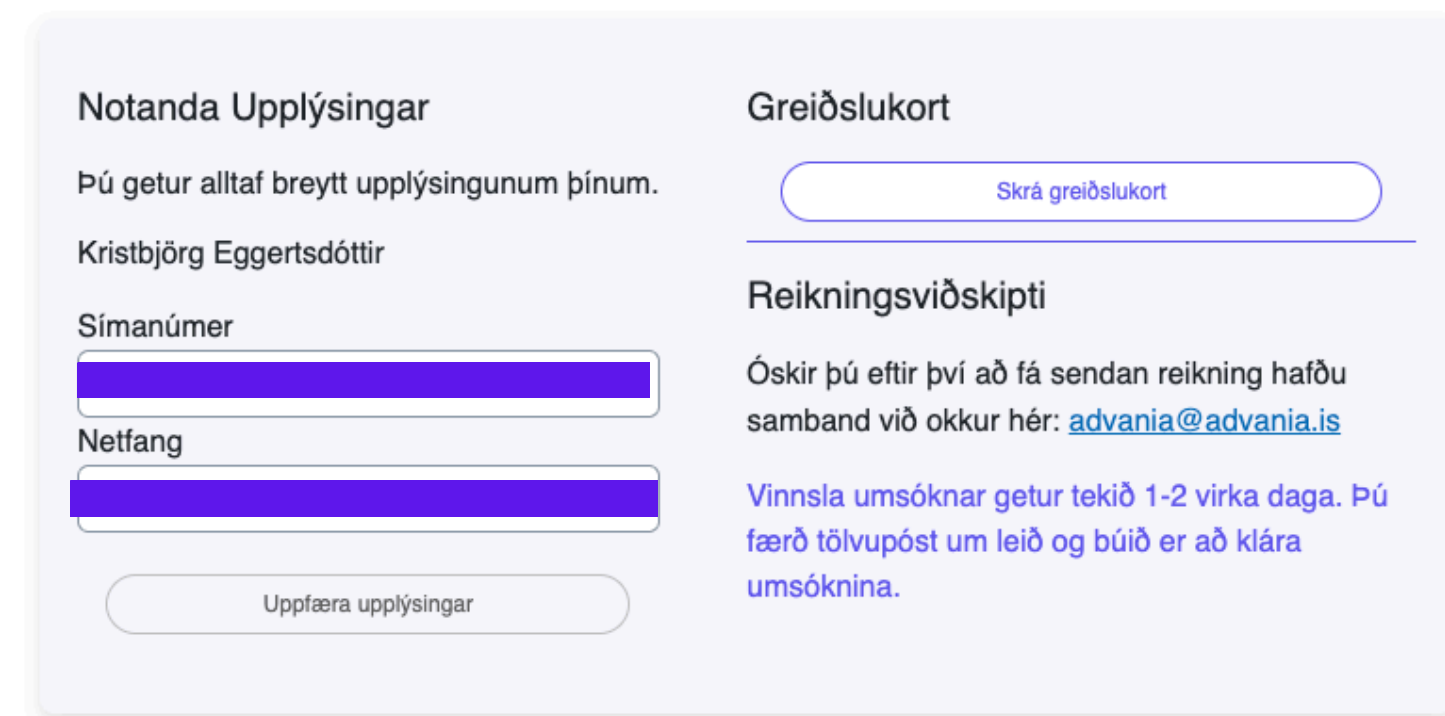 Notanda Upplýsingar
Þú getur alltaf breytt upplýsingunum þínum.
Kristbjörg Eggertsdóttir
Símanúmer
Netfang
Uppfæra upplýsingar
Greiðslukort
Skrá greiðslukort
Reikningsviðskipti
Óskir þú eftir því að fá sendan reikning hafðu
samband við okkur hér: advania@advania.is
Vinnsla umsóknar getur tekið 1-2 virka daga. Þú
færð tölvupóst um leið og búið er að klára
umsóknina.